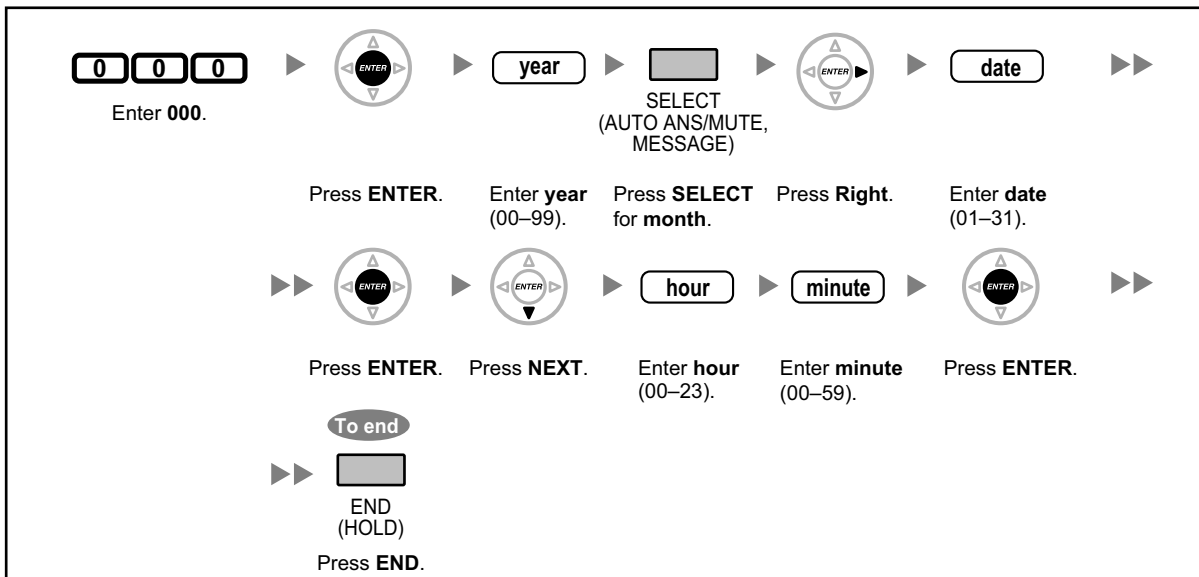 0 0 0
ENTER
year
SELECT
(AUTO ANS/MUTE,
MESSAGE)
ENTER
date
Enter 000.
Press ENTER.
Enter year
(00–99).
Press SELECT
for month.
Press Right.
Enter date
(01–31).
ENTER
ENTER
hour
minute
ENTER
Press ENTER.
Press NEXT.
Enter hour
(00–23).
Enter minute
(00–59).
Press ENTER.
To end
END
(HOLD)
Press END.